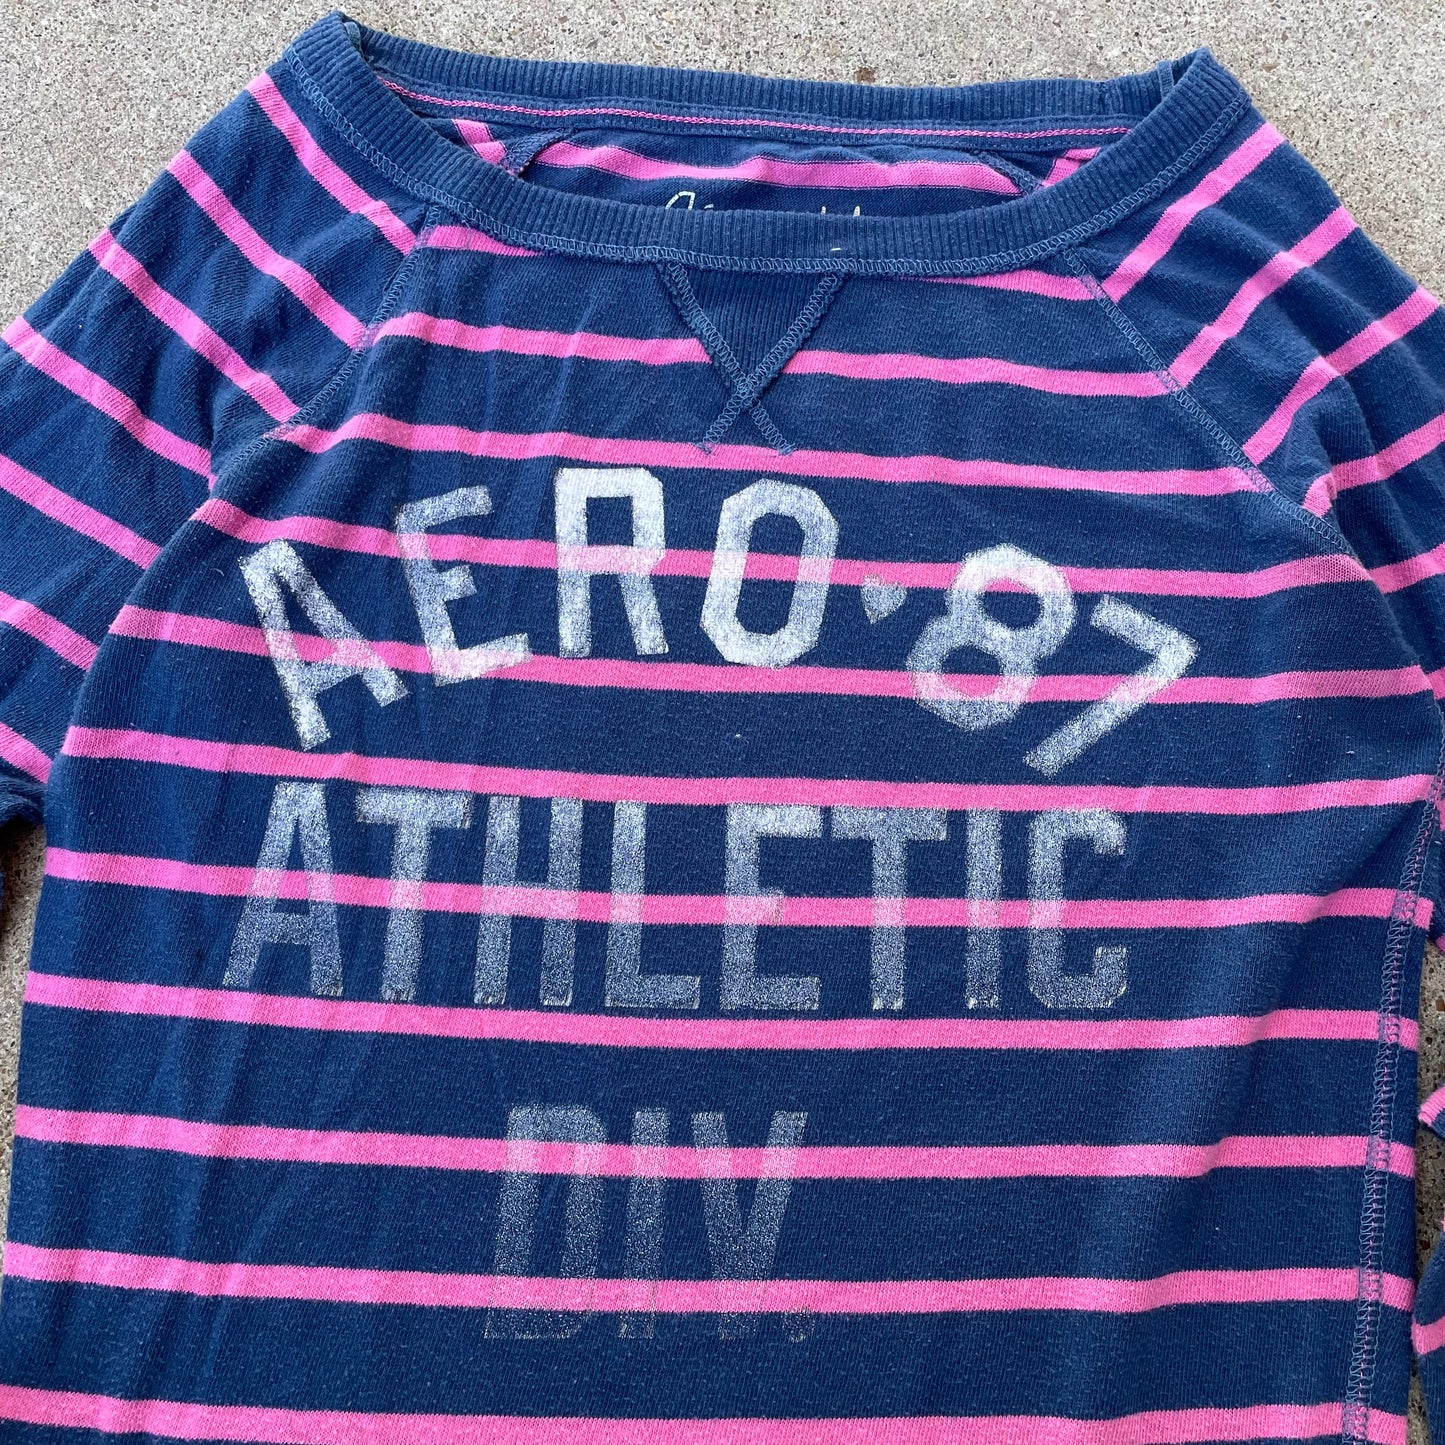 AERO ♥ 87
ATHLETIC
DIV.